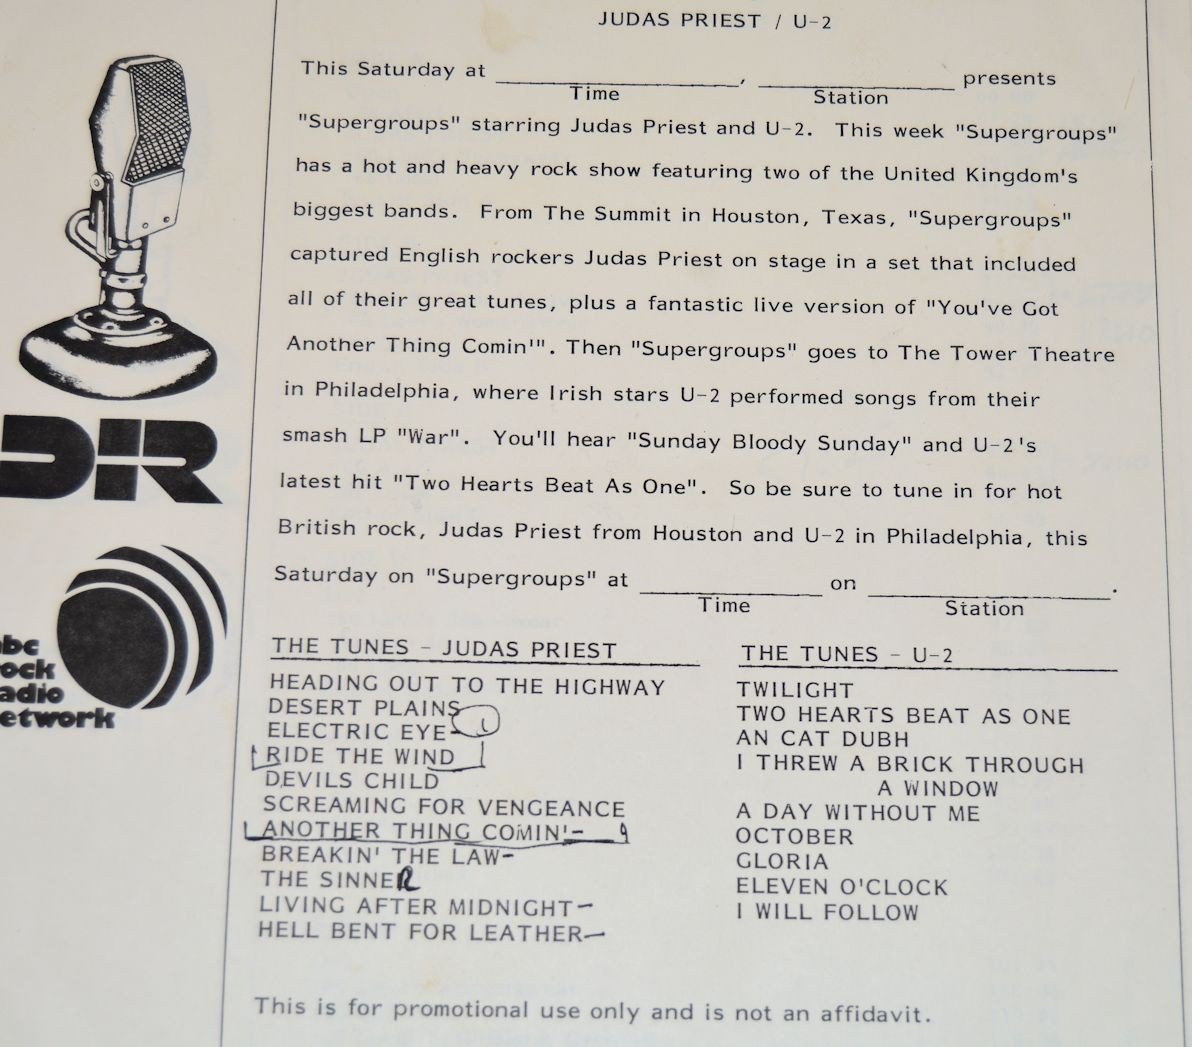 JUDAS PRIEST / U-2
This Saturday at ____________, ____________ presents
Time Station
"Supergroups" starring Judas Priest and U-2. This week "Supergroups"
has a hot and heavy rock show featuring two of the United Kingdom's
biggest bands. From The Summit in Houston, Texas, "Supergroups"
captured English rockers Judas Priest on stage in a set that included
all of their great tunes, plus a fantastic live version of "You've Got
Another Thing Comin'". Then "Supergroups" goes to The Tower Theatre
in Philadelphia, where Irish stars U-2 performed songs from their
smash LP "War". You'll hear "Sunday Bloody Sunday" and U-2's
latest hit "Two Hearts Beat As One". So be sure to tune in for hot
British rock, Judas Priest from Houston and U-2 in Philadelphia, this
Saturday on "Supergroups" at ____________ on ____________.
Time Station
DIR
abc
rock
radio
network
THE TUNES - JUDAS PRIEST
HEADING OUT TO THE HIGHWAY
DESERT PLAINS
ELECTRIC EYE
RIDE THE WIND
DEVILS CHILD
SCREAMING FOR VENGEANCE
ANOTHER THING COMIN'
BREAKIN' THE LAW
THE SINNER
LIVING AFTER MIDNIGHT
HELL BENT FOR LEATHER
THE TUNES - U-2
TWILIGHT
TWO HEARTS BEAT AS ONE
AN CAT DUBH
I THREW A BRICK THROUGH
A WINDOW
A DAY WITHOUT ME
OCTOBER
GLORIA
ELEVEN O'CLOCK
I WILL FOLLOW
This is for promotional use only and is not an affidavit.